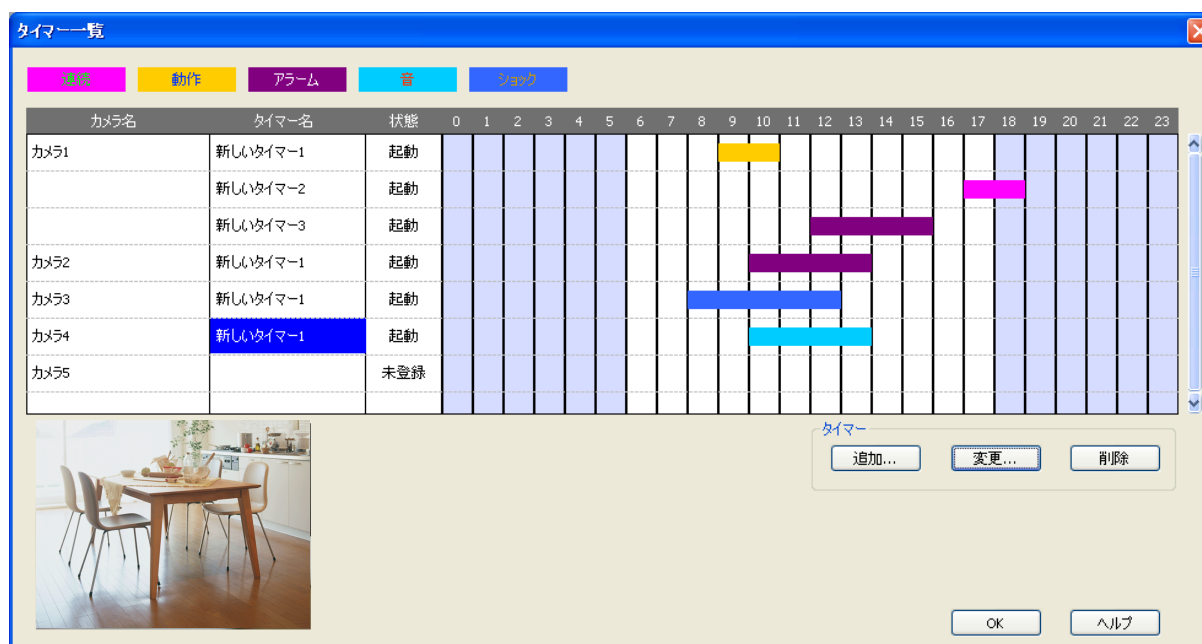 タイマー一覧
連続 動作 アラーム 音 ショック
カメラ名 タイマー名 状態 0 1 2 3 4 5 6 7 8 9 10 11 12 13 14 15 16 17 18 19 20 21 22 23
カメラ1 新しいタイマー1 起動
新しいタイマー2 起動
新しいタイマー3 起動
カメラ2 新しいタイマー1 起動
カメラ3 新しいタイマー1 起動
カメラ4 新しいタイマー1 起動
カメラ5 未登録
タイマー
追加... 変更... 削除
OK ヘルプ